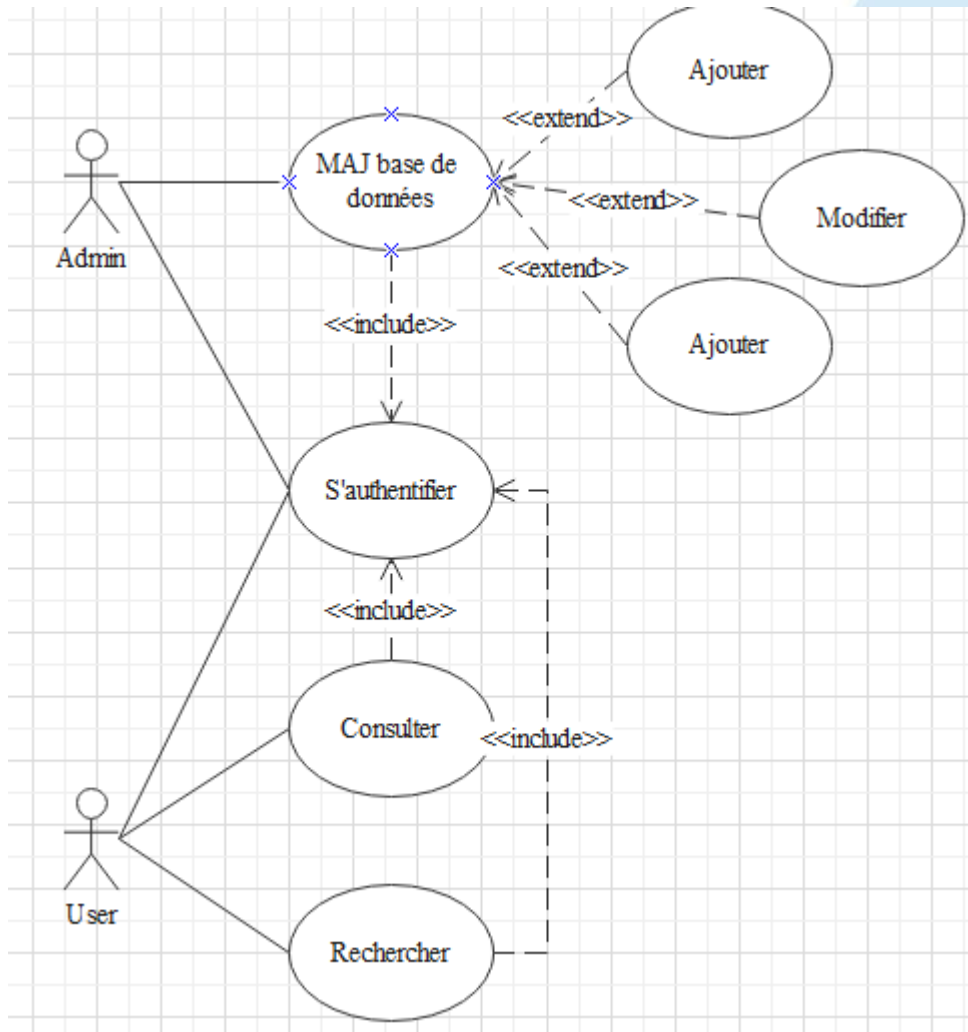 Ajouter
<<extend>>
MAJ base de
données
<<extend>>
Modifier
Admin
<<extend>>
<<include>>
Ajouter
S'authentifier
<<include>>
Consulter
<<include>>
User
Rechercher